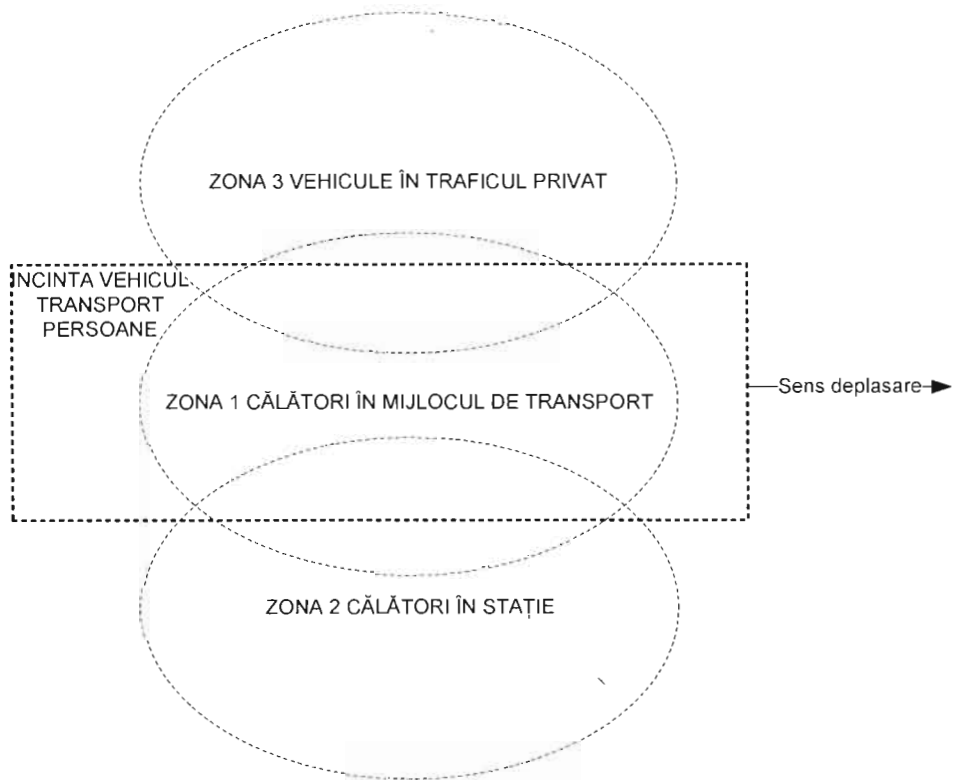 ZONA 3 VEHICULE ÎN TRAFICUL PRIVAT
INCINTA VEHICUL
TRANSPORT
PERSOANE
ZONA 1 CĂLĂTORI ÎN MIJLOCUL DE TRANSPORT
Sens deplasare
ZONA 2 CĂLĂTORI ÎN STAȚIE